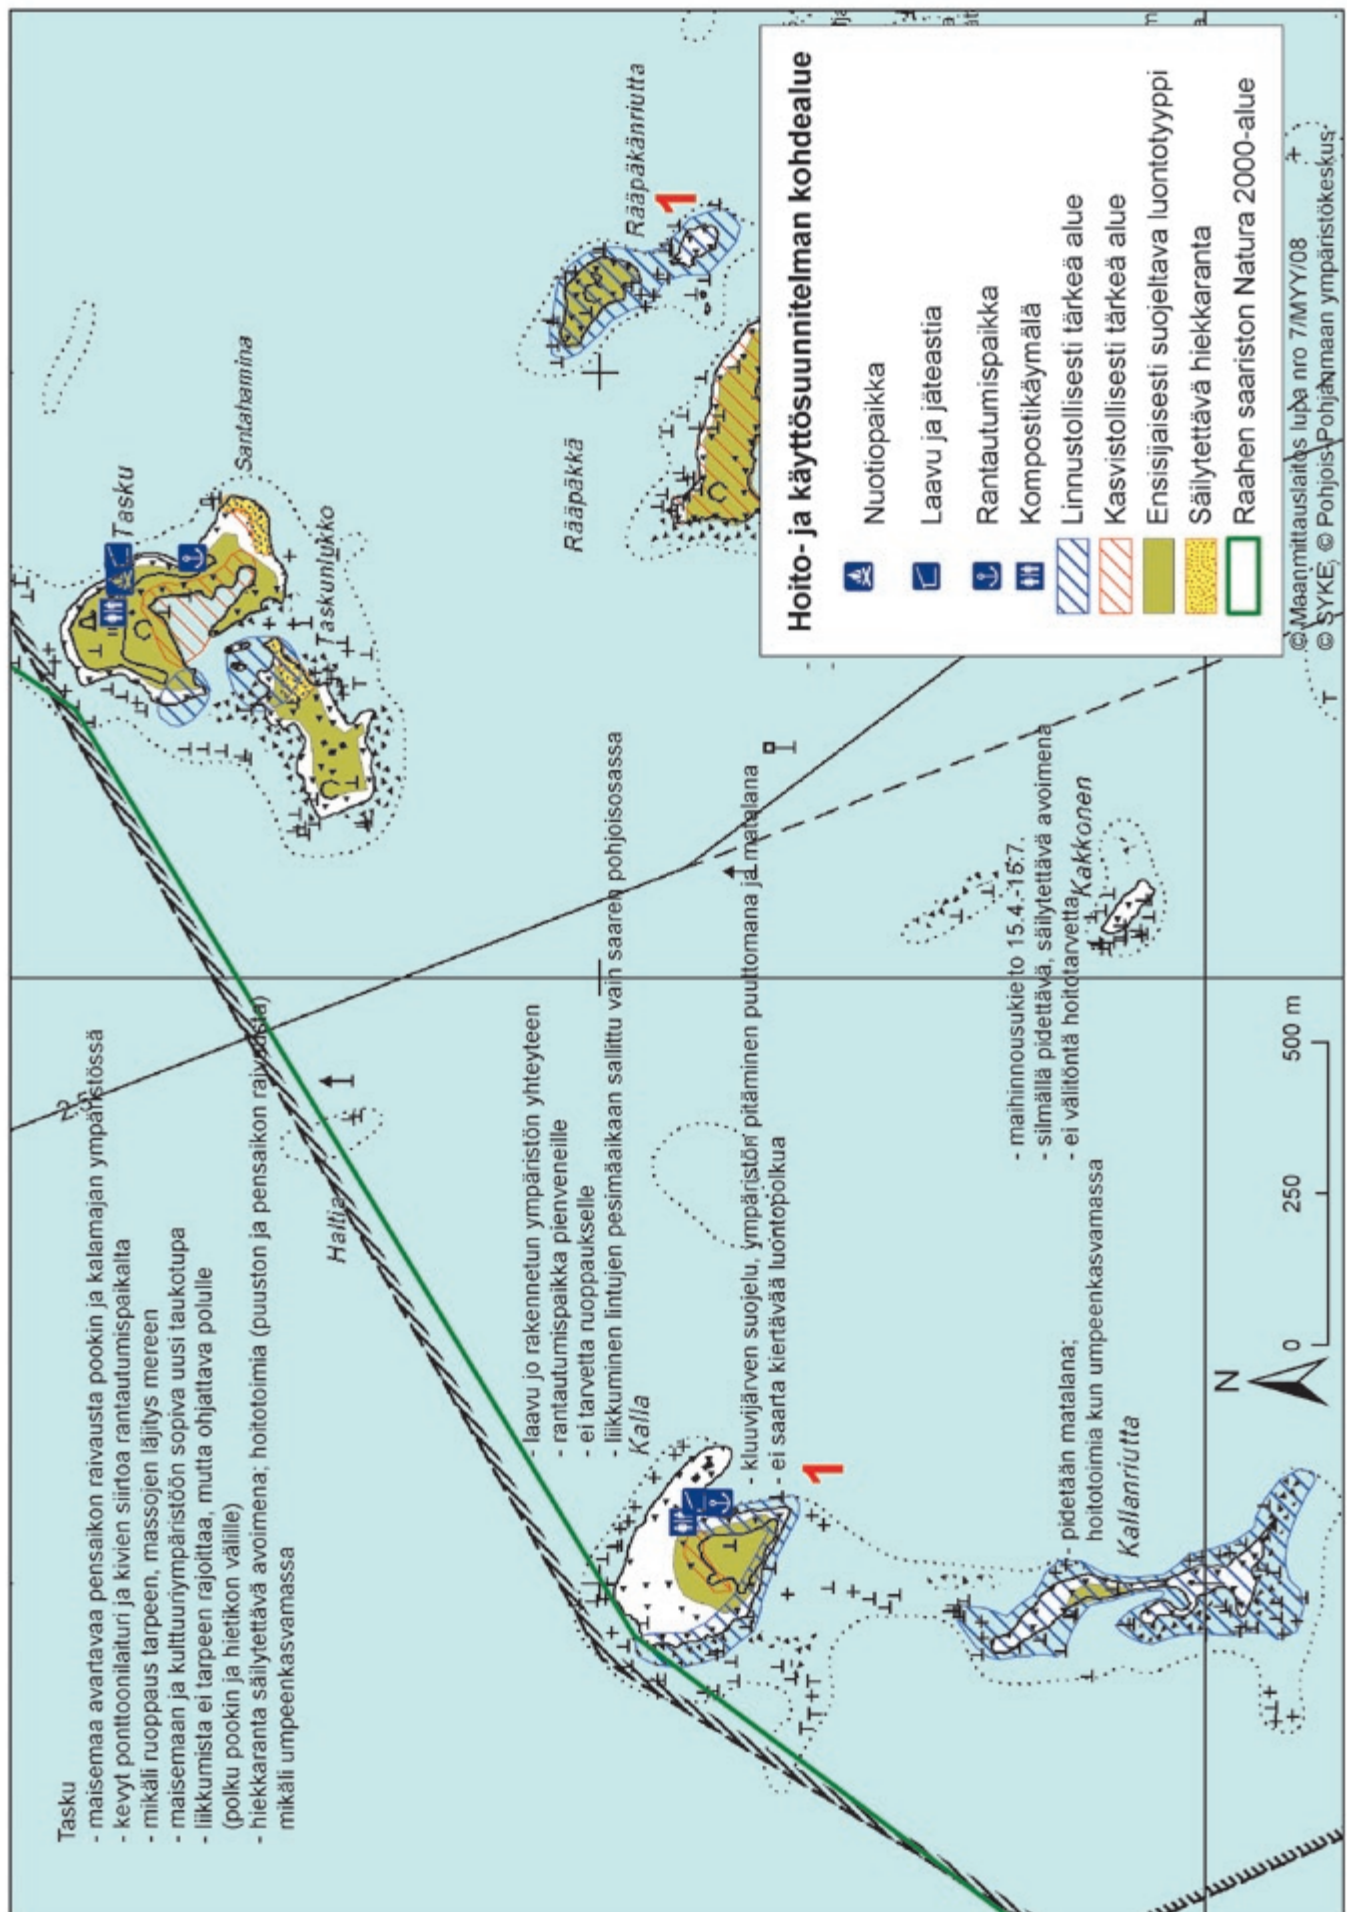 Tasku
- maisemaa avartavaa pensaikon raivausta pookin ja kalamajan ympäristössä
- kevyt ponttoonilaituri ja kivien siirtoa rantautumispaikalta
- mikäli ruoppaus tarpeen, massojen läjitys mereen
- maisemaan ja kulttuuriympäristöön sopiva uusi taukotupa
- liikkumista ei tarpeen rajoittaa, mutta ohjattava polulle
(polku pookin ja hietikon välille)
- hiekkaranta säilytettävä avoimena; hoitotoimia (puuston ja pensaikon raivausta)
mikäli umpeenkasvamassa
Tasku
Santahamina
Taskunlukko
Haltia
Rääpäkkä
Rääpäkänriutta
1
- laavu jo rakennetun ympäristön yhteyteen
- rantautumispaikka pienveneille
- ei tarvetta ruoppaukselle
- liikkuminen lintujen pesimäaikaan sallittu vain saaren pohjoisosassa
Kalla
- kluuvijärven suojelu, ympäristön pitäminen puuttomana ja matalana
- ei saarta kiertävää luontopolkua
1
- maihinnousukielto 15.4.-15.7.
- silmällä pidettävä, säilytettävä avoimena
- ei välitöntä hoitotarvetta
Kakkonen
- pidetään matalana;
hoitotoimia kun umpeenkasvamassa
Kallanriutta
N
0 250 500 m
Hoito- ja käyttösuunnitelman kohdealue
Nuotiopaikka
Laavu ja jäteastia
Rantautumispaikka
Kompostikäymälä
Linnustollisesti tärkeä alue
Kasvistollisesti tärkeä alue
Ensisijaisesti suojeltava luontotyyppi
Säilytettävä hiekkaranta
Raahen saariston Natura 2000-alue
© Maanmittauslaitos lupa nro 7/MYY/08
© SYKE, © Pohjois-Pohjanmaan ympäristökeskus